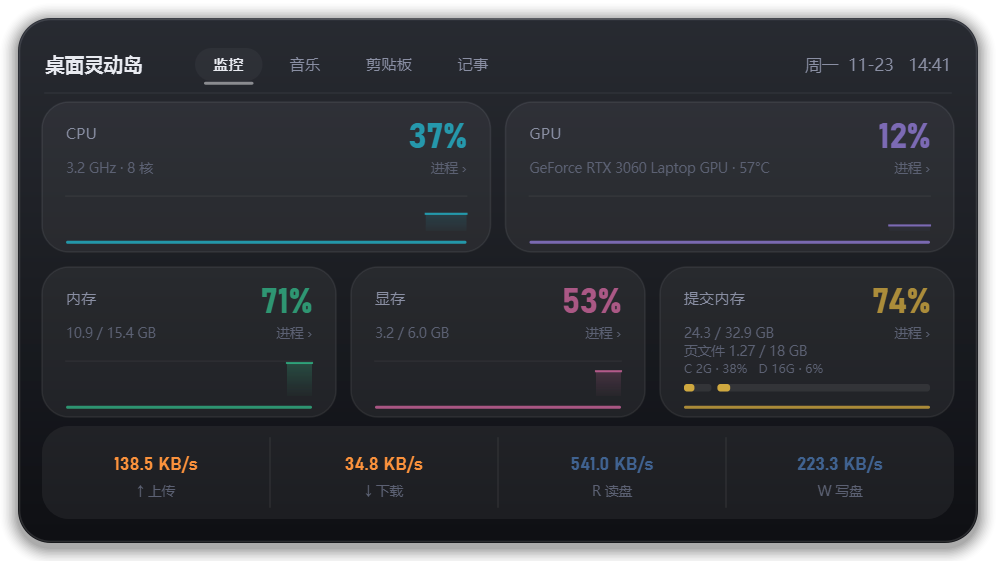 桌面灵动岛 监控 音乐 剪贴板 记事 周一 11-23 14:41
CPU 37%
3.2 GHz · 8 核 进程 ›
GPU 12%
GeForce RTX 3060 Laptop GPU · 57°C 进程 ›
内存 71%
10.9 / 15.4 GB 进程 ›
显存 53%
3.2 / 6.0 GB 进程 ›
提交内存 74%
24.3 / 32.9 GB 进程 ›
页文件 1.27 / 18 GB
C 2G · 38% D 16G · 6%
138.5 KB/s
↑ 上传
34.8 KB/s
↓ 下载
541.0 KB/s
R 读盘
223.3 KB/s
W 写盘